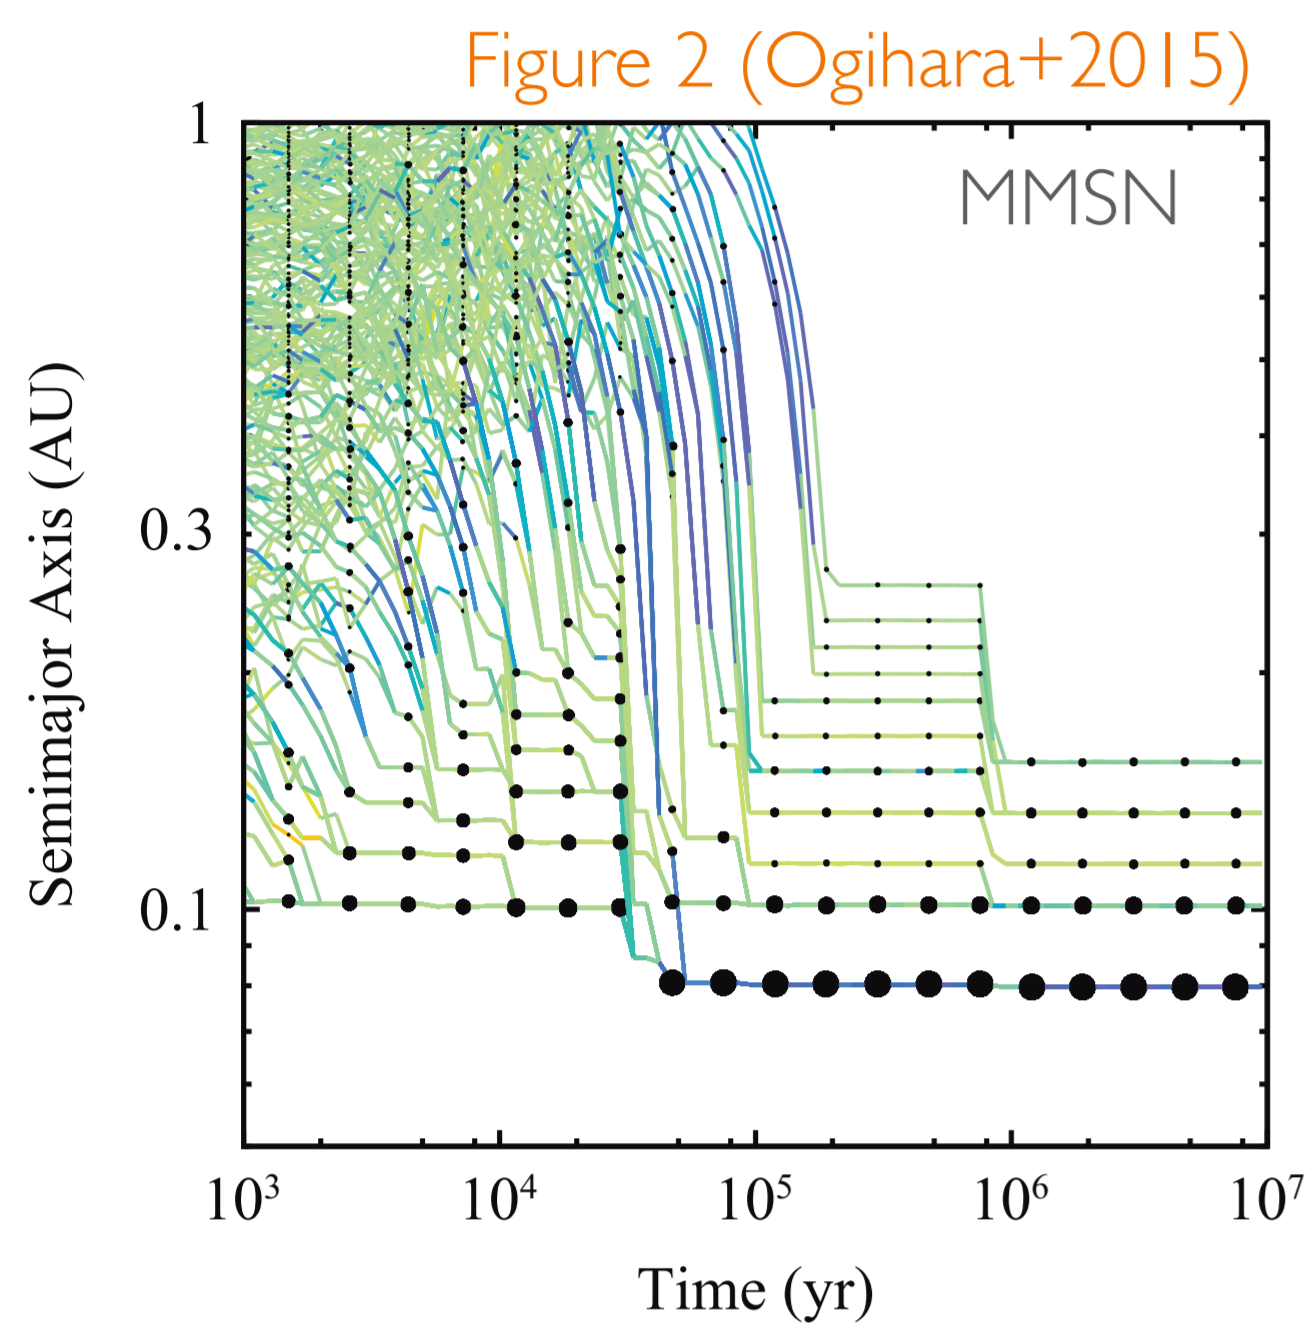 Figure 2 (Ogihara+2015)
MMSN
1
0.3
0.1
Semimajor Axis (AU)
10³ 10⁴ 10⁵ 10⁶ 10⁷
Time (yr)